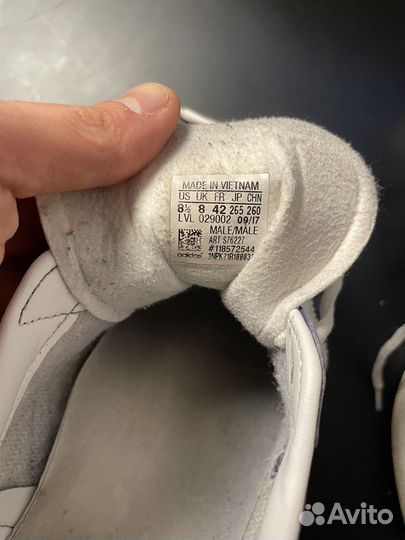 MADE IN VIETNAM
US UK FR JP CHN
8½ 8 42 265 260
LVL 029002 09/17
MALE/MALE
ART S76227
#118572544
adidas
Avito